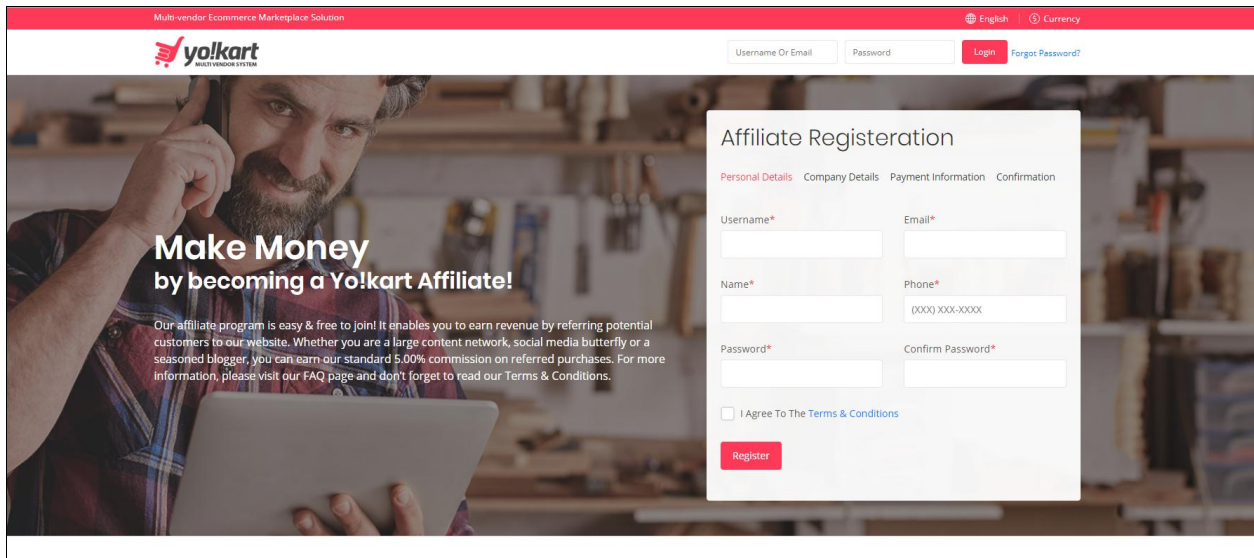 Multi-vendor Ecommerce Marketplace Solution
English
Currency
yo!kart
MULTI VENDOR SYSTEM
Username Or Email
Password
Login
Forgot Password?
Make Money
by becoming a Yo!kart Affiliate!
Our affiliate program is easy & free to join! It enables you to earn revenue by referring potential
customers to our website. Whether you are a large content network, social media butterfly or a
seasoned blogger, you can earn our standard 5.00% commission on referred purchases. For more
information, please visit our FAQ page and don't forget to read our Terms & Conditions.
Affiliate Registeration
Personal Details Company Details Payment Information Confirmation
Username* Email*
Name* Phone*
(XXX) XXX-XXXX
Password* Confirm Password*
I Agree To The Terms & Conditions
Register